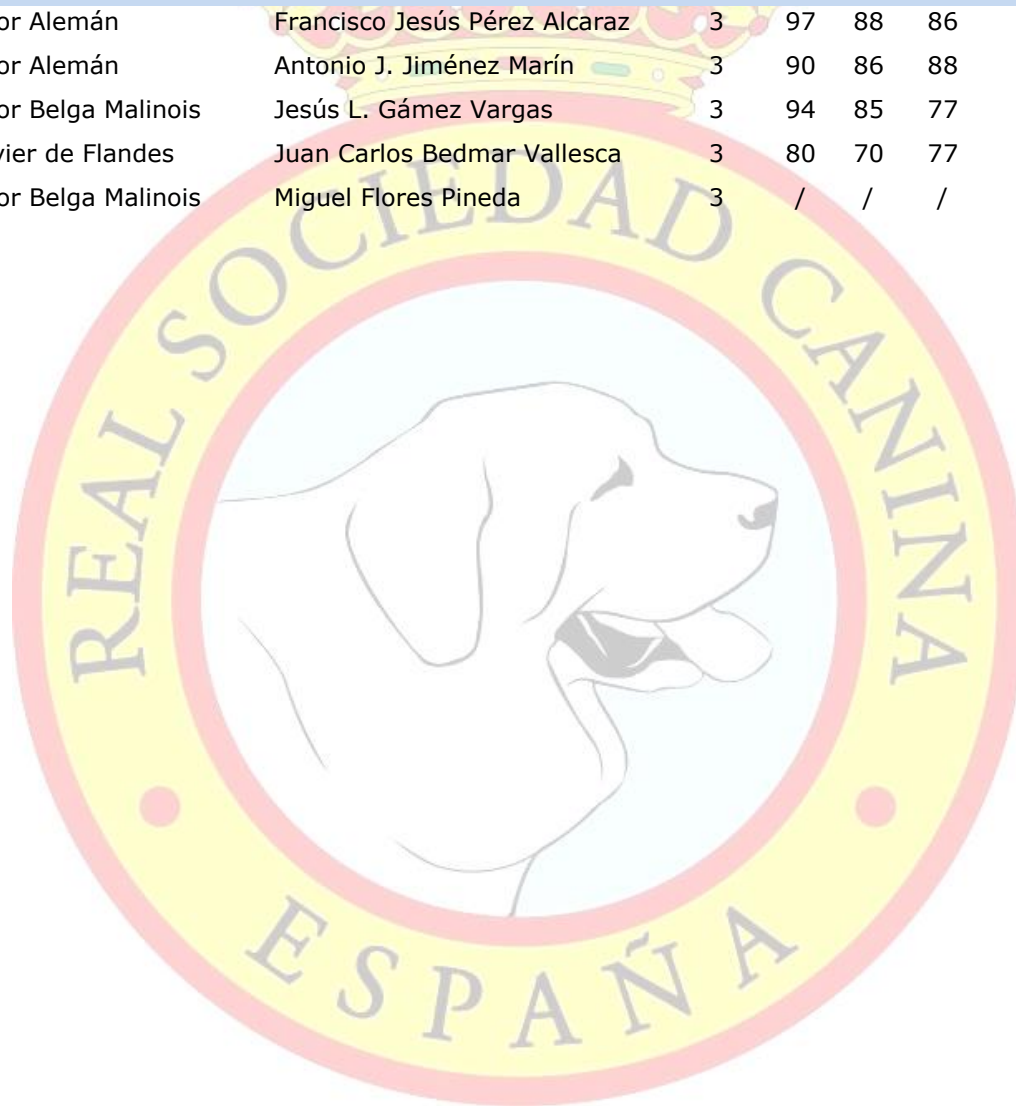 or Alemán Francisco Jesús Pérez Alcaraz 3 97 88 86
or Alemán Antonio J. Jiménez Marín 3 90 86 88
or Belga Malinois Jesús L. Gámez Vargas 3 94 85 77
vier de Flandes Juan Carlos Bedmar Vallesca 3 80 70 77
or Belga Malinois Miguel Flores Pineda 3 / / /
REAL SOCIEDAD CANINA
ESPAÑA